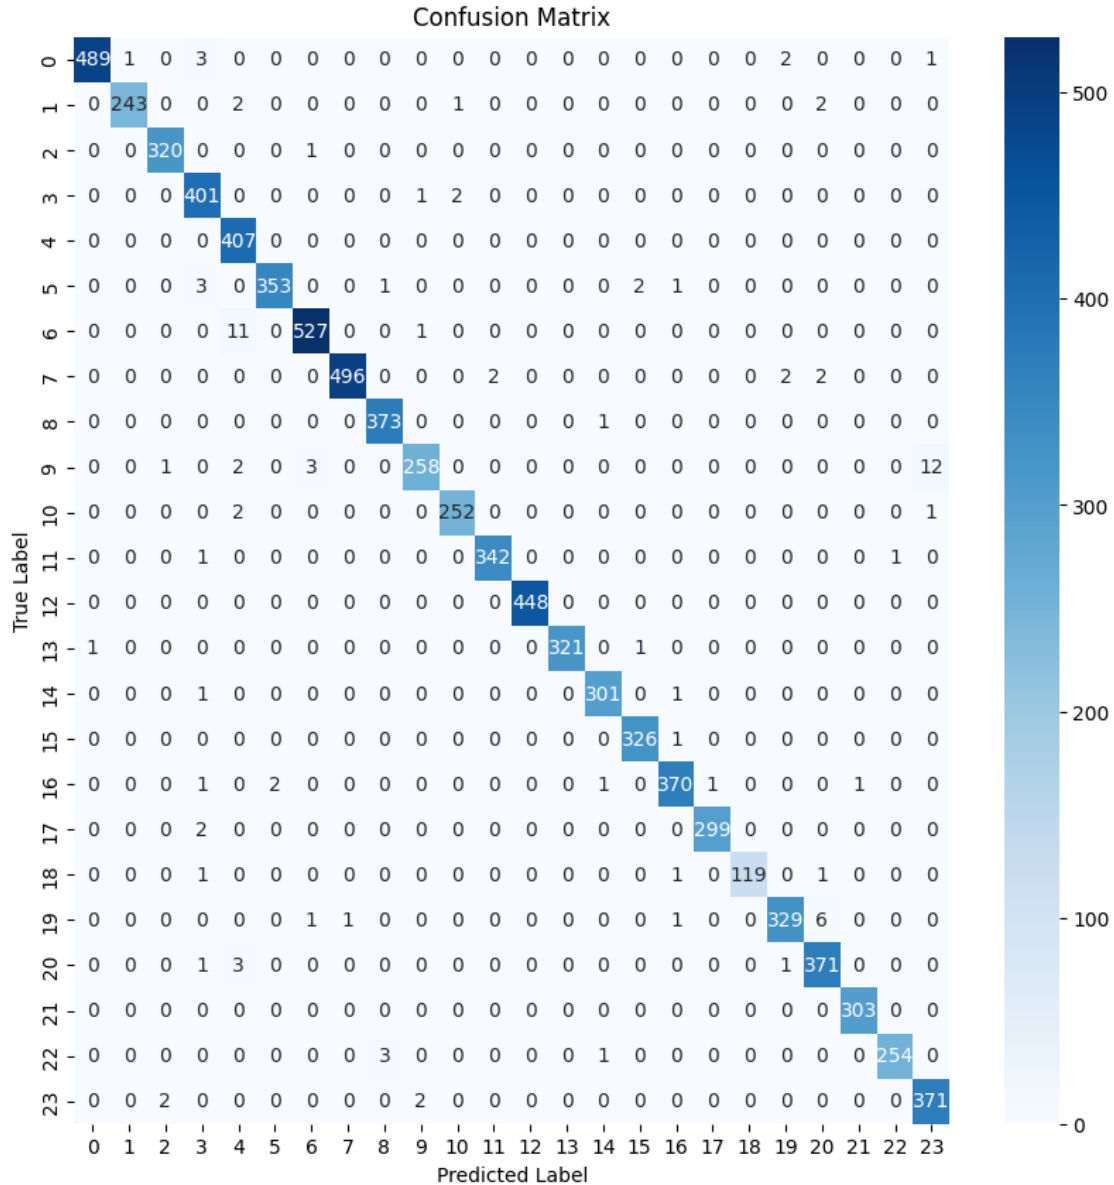 Confusion Matrix
0 489 1 0 3 0 0 0 0 0 0 0 0 0 0 0 0 0 0 0 2 0 0 0 1
1 0 243 0 0 2 0 0 0 0 0 1 0 0 0 0 0 0 0 0 0 2 0 0 0
2 0 0 320 0 0 0 1 0 0 0 0 0 0 0 0 0 0 0 0 0 0 0 0 0
3 0 0 0 401 0 0 0 0 0 1 2 0 0 0 0 0 0 0 0 0 0 0 0 0
4 0 0 0 0 407 0 0 0 0 0 0 0 0 0 0 0 0 0 0 0 0 0 0 0
5 0 0 0 3 0 353 0 0 1 0 0 0 0 0 0 2 1 0 0 0 0 0 0 0
6 0 0 0 0 11 0 527 0 0 1 0 0 0 0 0 0 0 0 0 0 0 0 0 0
7 0 0 0 0 0 0 0 496 0 0 0 2 0 0 0 0 0 0 0 2 2 0 0 0
8 0 0 0 0 0 0 0 0 373 0 0 0 0 0 1 0 0 0 0 0 0 0 0 0
9 0 0 1 0 2 0 3 0 0 258 0 0 0 0 0 0 0 0 0 0 0 0 0 12
10 0 0 0 0 2 0 0 0 0 0 252 0 0 0 0 0 0 0 0 0 0 0 0 1
11 0 0 0 1 0 0 0 0 0 0 0 342 0 0 0 0 0 0 0 0 0 0 1 0
12 0 0 0 0 0 0 0 0 0 0 0 0 448 0 0 0 0 0 0 0 0 0 0 0
13 1 0 0 0 0 0 0 0 0 0 0 0 0 321 0 1 0 0 0 0 0 0 0 0
14 0 0 0 1 0 0 0 0 0 0 0 0 0 0 301 0 1 0 0 0 0 0 0 0
15 0 0 0 0 0 0 0 0 0 0 0 0 0 0 0 326 1 0 0 0 0 0 0 0
16 0 0 0 1 0 2 0 0 0 0 0 0 0 0 1 0 370 1 0 0 0 1 0 0
17 0 0 0 2 0 0 0 0 0 0 0 0 0 0 0 0 0 299 0 0 0 0 0 0
18 0 0 0 1 0 0 0 0 0 0 0 0 0 0 0 0 1 0 119 0 1 0 0 0
19 0 0 0 0 0 0 1 1 0 0 0 0 0 0 0 0 1 0 0 329 6 0 0 0
20 0 0 0 1 3 0 0 0 0 0 0 0 0 0 0 0 0 0 0 1 371 0 0 0
21 0 0 0 0 0 0 0 0 0 0 0 0 0 0 0 0 0 0 0 0 0 303 0 0
22 0 0 0 0 0 0 0 0 3 0 0 0 0 0 1 0 0 0 0 0 0 0 254 0
23 0 0 2 0 0 0 0 0 0 2 0 0 0 0 0 0 0 0 0 0 0 0 0 371
0 1 2 3 4 5 6 7 8 9 10 11 12 13 14 15 16 17 18 19 20 21 22 23
Predicted Label
True Label
500
400
300
200
100
0